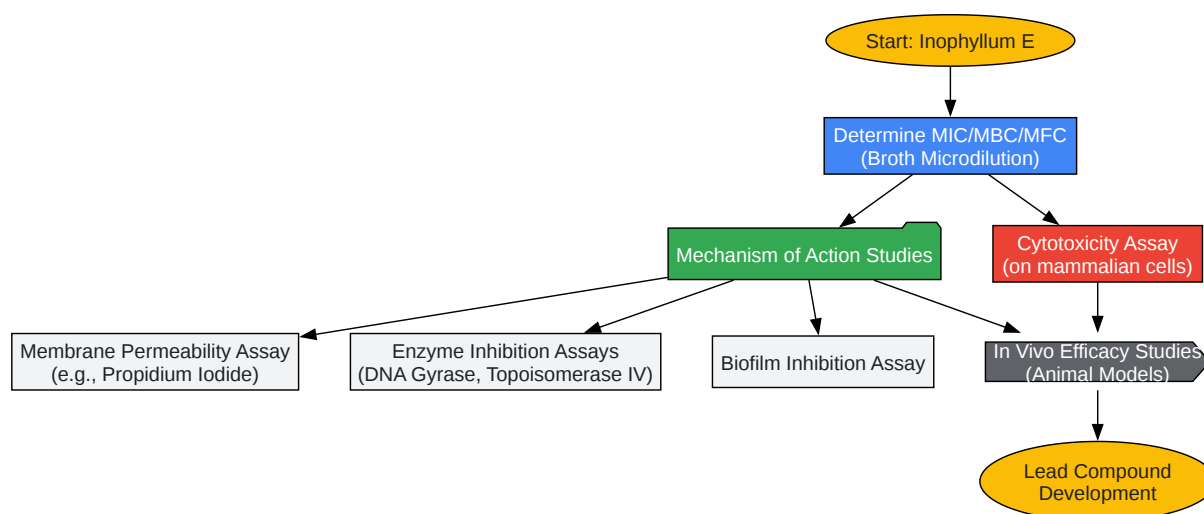 Start: Inophyllum E
Determine MIC/MBC/MFC
(Broth Microdilution)
Mechanism of Action Studies
Cytotoxicity Assay
(on mammalian cells)
Membrane Permeability Assay
(e.g., Propidium Iodide)
Enzyme Inhibition Assays
(DNA Gyrase, Topoisomerase IV)
Biofilm Inhibition Assay
In Vivo Efficacy Studies
(Animal Models)
Lead Compound
Development